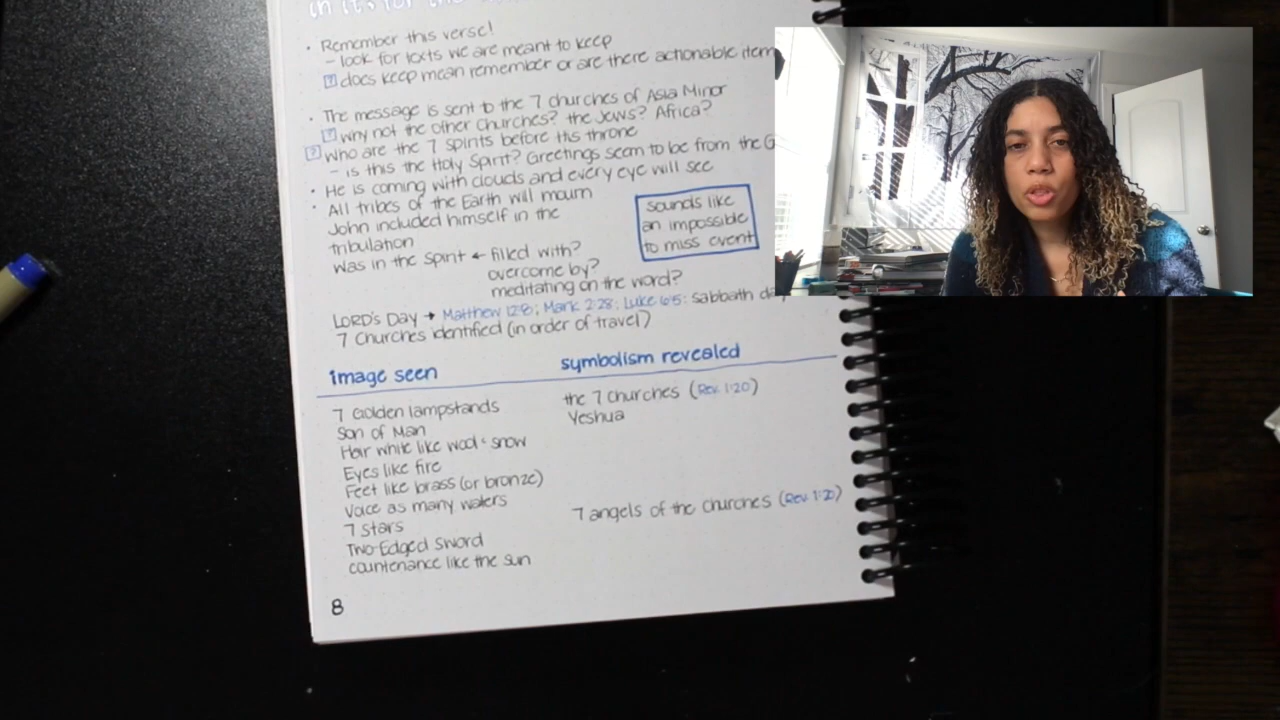 in it, for the
• Remember this verse!
- look for texts we are meant to keep
[?] does keep mean remember or are there actionable item
• The message is sent to the 7 churches of Asia Minor
[?] why not the other churches? the Jews? Africa?
[?] who are the 7 spirits before His throne
- is this the Holy Spirit? Greetings seem to be from the G
• He is coming with clouds and every eye will see
• All tribes of the Earth will mourn
John included himself in the
tribulation
sounds like
an impossible
to miss event
was in the spirit ← filled with?
overcome by?
meditating on the word?
LORD's Day → Matthew 12:8; Mark 2:28; Luke 6:5: sabbath
7 Churches identified (in order of travel)
image seen symbolism revealed
7 Golden lampstands the 7 churches (Rev. 1:20)
Son of Man Yeshua
Hair white like wool & snow
Eyes like fire
Feet like brass (or bronze)
Voice as many waters
7 stars 7 angels of the churches (Rev. 1:20)
Two-Edged Sword
countenance like the sun
8